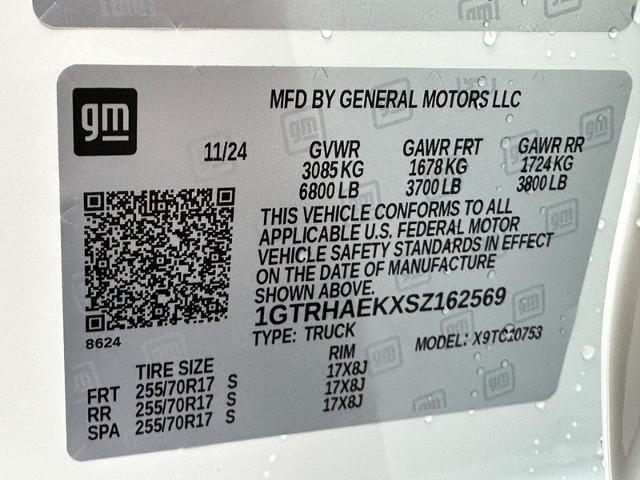 gm
MFD BY GENERAL MOTORS LLC
11/24 GVWR GAWR FRT GAWR RR
3085 KG 1678 KG 1724 KG
6800 LB 3700 LB 3800 LB
THIS VEHICLE CONFORMS TO ALL
APPLICABLE U.S. FEDERAL MOTOR
VEHICLE SAFETY STANDARDS IN EFFECT
ON THE DATE OF MANUFACTURE
SHOWN ABOVE.
1GTRHAEKXSZ162569
8624
TYPE: TRUCK MODEL: X9TC10753
TIRE SIZE RIM
FRT 255/70R17 S 17X8J
RR 255/70R17 S 17X8J
SPA 255/70R17 S 17X8J